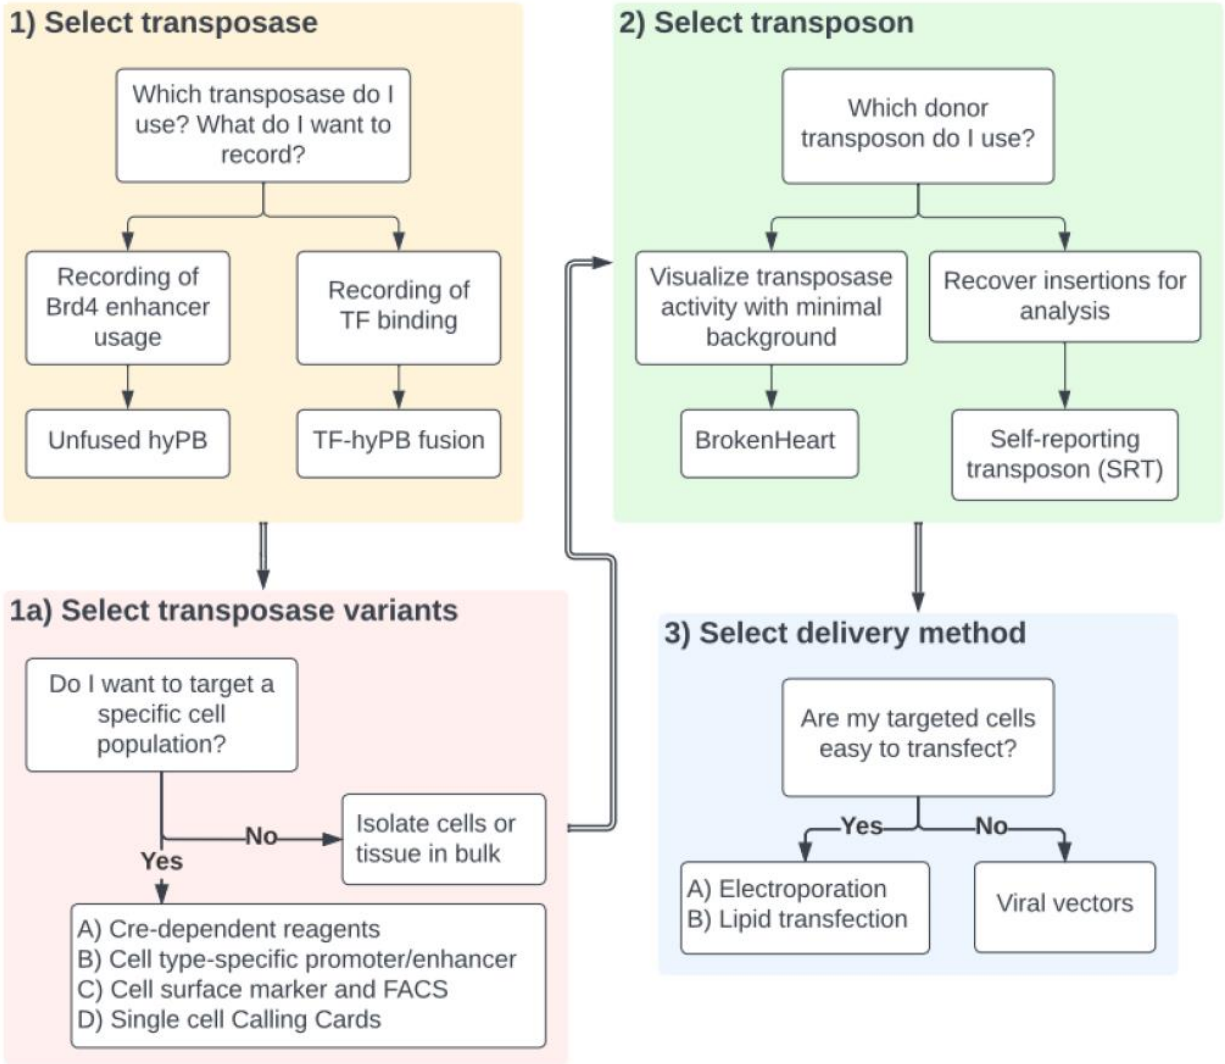 1) Select transposase
Which transposase do I
use? What do I want to
record?
Recording of
Brd4 enhancer
usage
Recording of
TF binding
Unfused hyPB
TF-hyPB fusion
1a) Select transposase variants
Do I want to target a
specific cell
population?
No
Isolate cells or
tissue in bulk
Yes
A) Cre-dependent reagents
B) Cell type-specific promoter/enhancer
C) Cell surface marker and FACS
D) Single cell Calling Cards
2) Select transposon
Which donor
transposon do I use?
Visualize transposase
activity with minimal
background
Recover insertions for
analysis
BrokenHeart
Self-reporting
transposon (SRT)
3) Select delivery method
Are my targeted cells
easy to transfect?
Yes
No
A) Electroporation
B) Lipid transfection
Viral vectors